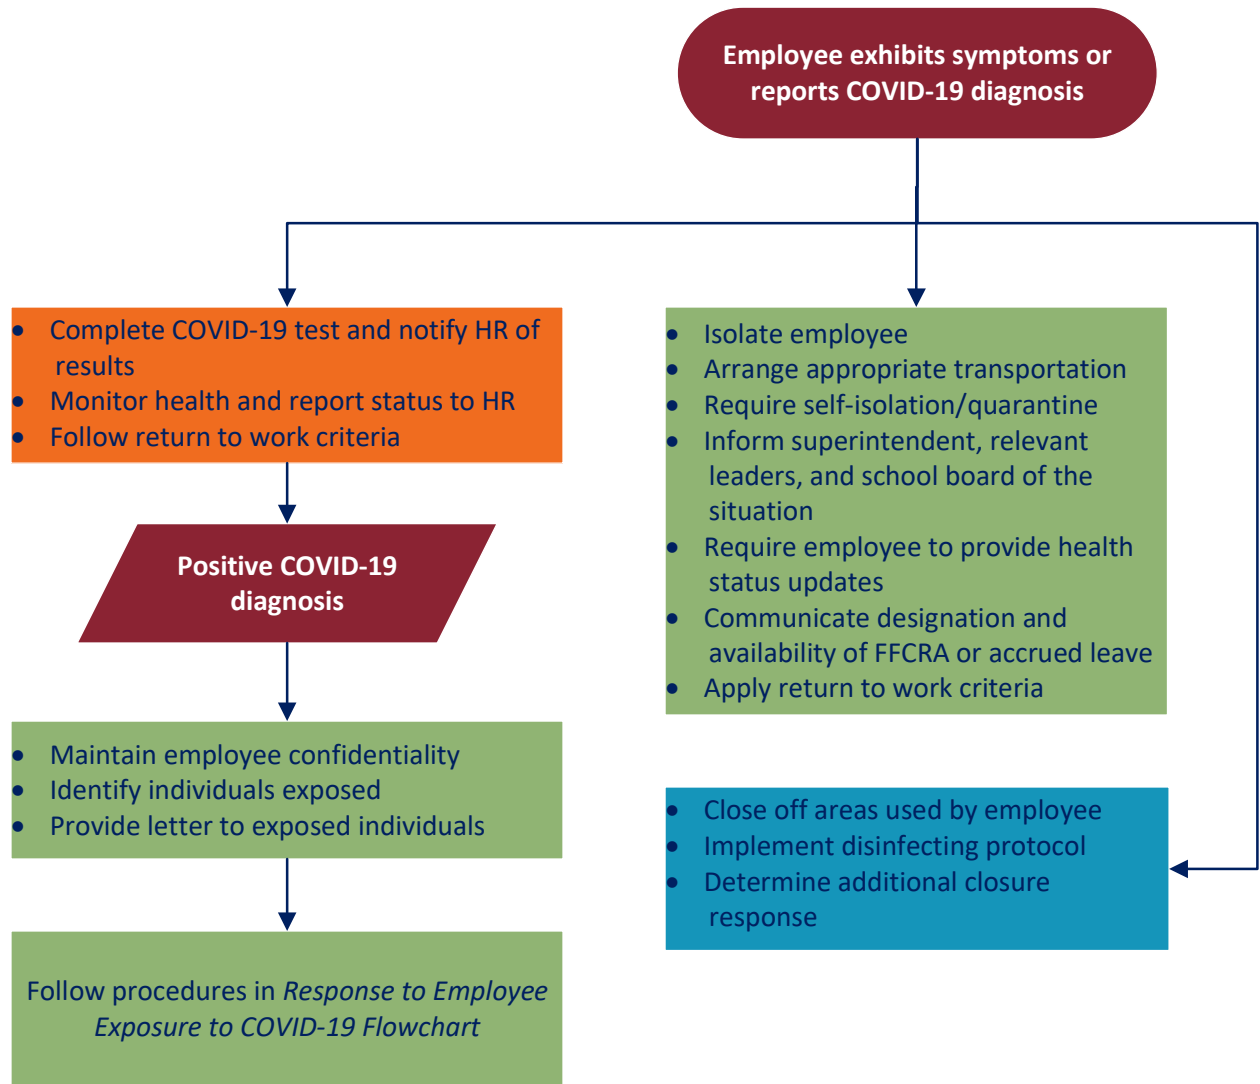 Employee exhibits symptoms or
reports COVID-19 diagnosis
• Complete COVID-19 test and notify HR of
results
• Monitor health and report status to HR
• Follow return to work criteria
Positive COVID-19
diagnosis
• Maintain employee confidentiality
• Identify individuals exposed
• Provide letter to exposed individuals
Follow procedures in Response to Employee
Exposure to COVID-19 Flowchart
• Isolate employee
• Arrange appropriate transportation
• Require self-isolation/quarantine
• Inform superintendent, relevant
leaders, and school board of the
situation
• Require employee to provide health
status updates
• Communicate designation and
availability of FFCRA or accrued leave
• Apply return to work criteria
• Close off areas used by employee
• Implement disinfecting protocol
• Determine additional closure
response